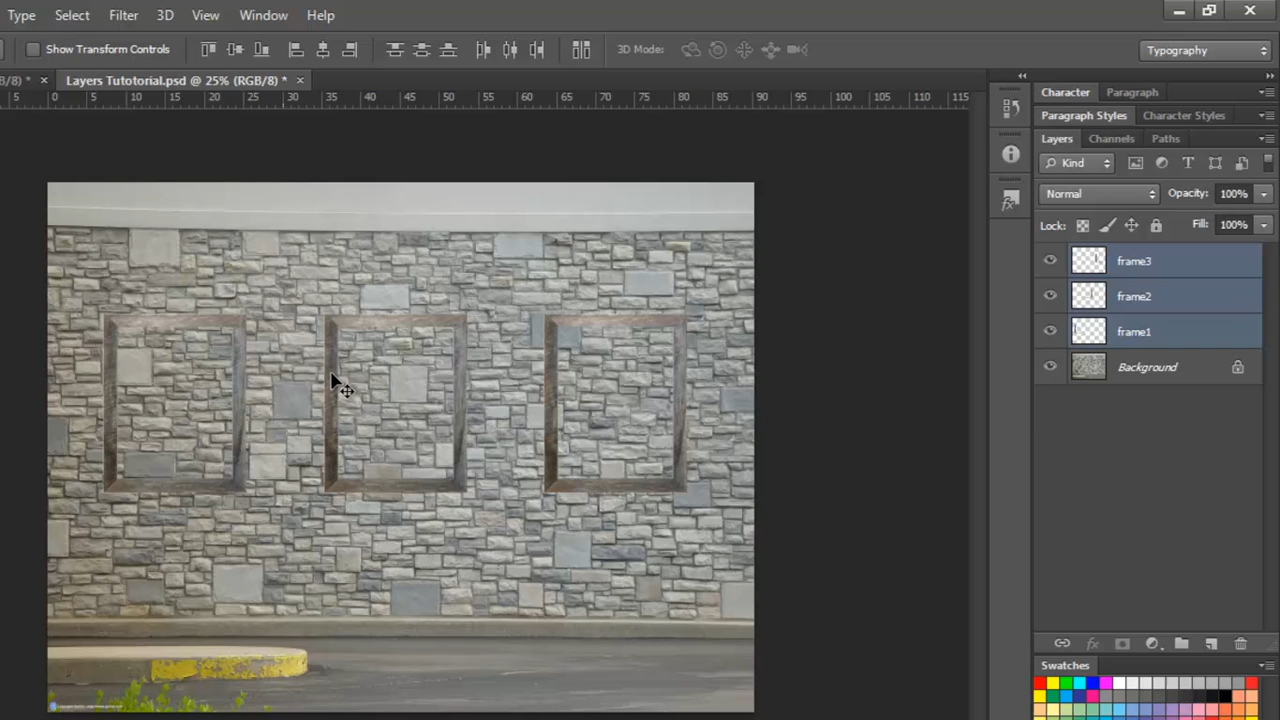 Type Select Filter 3D View Window Help
Show Transform Controls 3D Mode: Typography
B/8) * × Layers Tutotorial.psd @ 25% (RGB/8) * ×
5 0 5 10 15 20 25 30 35 40 45 50 55 60 65 70 75 80 85 90 95 100 105 110 115
Character Paragraph
Paragraph Styles Character Styles
Layers Channels Paths
Kind
Normal Opacity: 100%
Lock: Fill: 100%
frame3
frame2
frame1
Background
Swatches